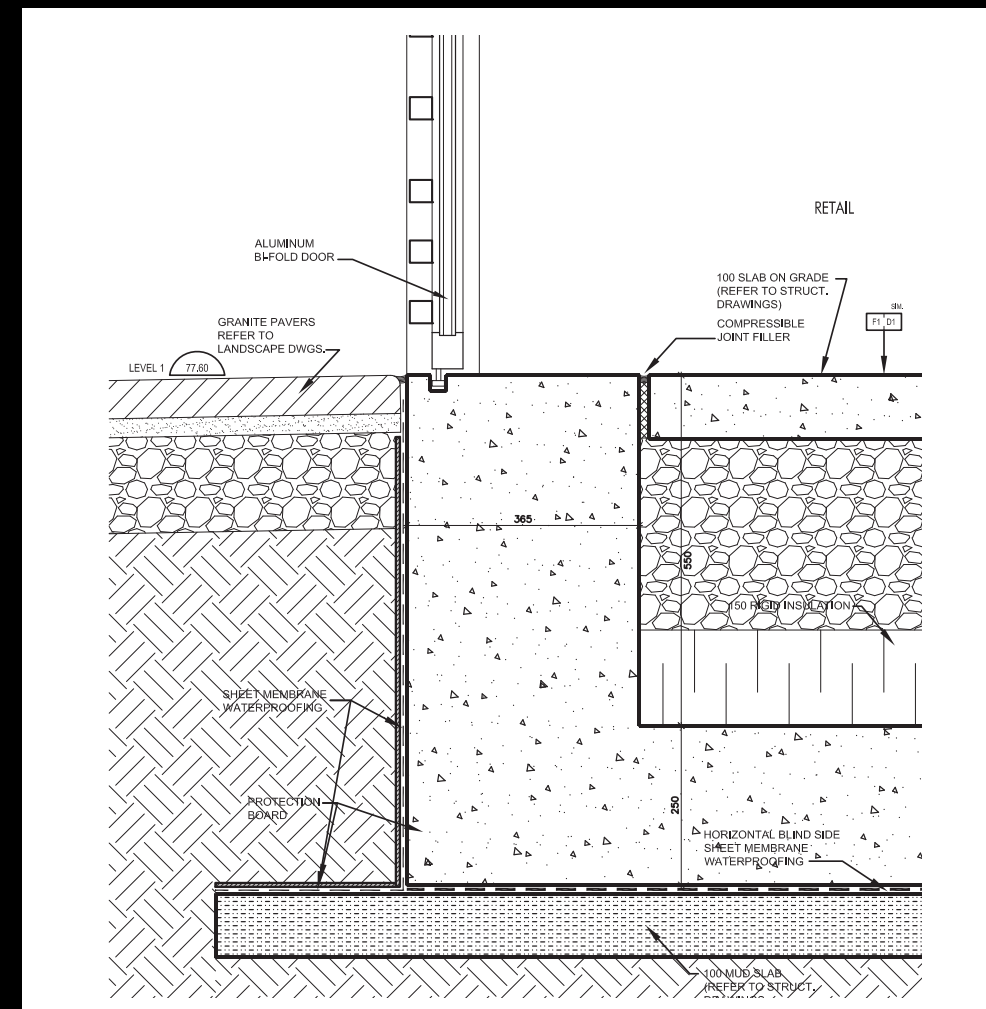 RETAIL
ALUMINUM
BI-FOLD DOOR
100 SLAB ON GRADE
(REFER TO STRUCT.
DRAWINGS)
SIM.
F1 D1
COMPRESSIBLE
JOINT FILLER
GRANITE PAVERS
REFER TO
LANDSCAPE DWGS.
LEVEL 1
77.60
365
550
150 RIGID INSULATION
SHEET MEMBRANE
WATERPROOFING
PROTECTION
BOARD
250
HORIZONTAL BLIND SIDE
SHEET MEMBRANE
WATERPROOFING
100 MUD SLAB
(REFER TO STRUCT.
DRAWINGS